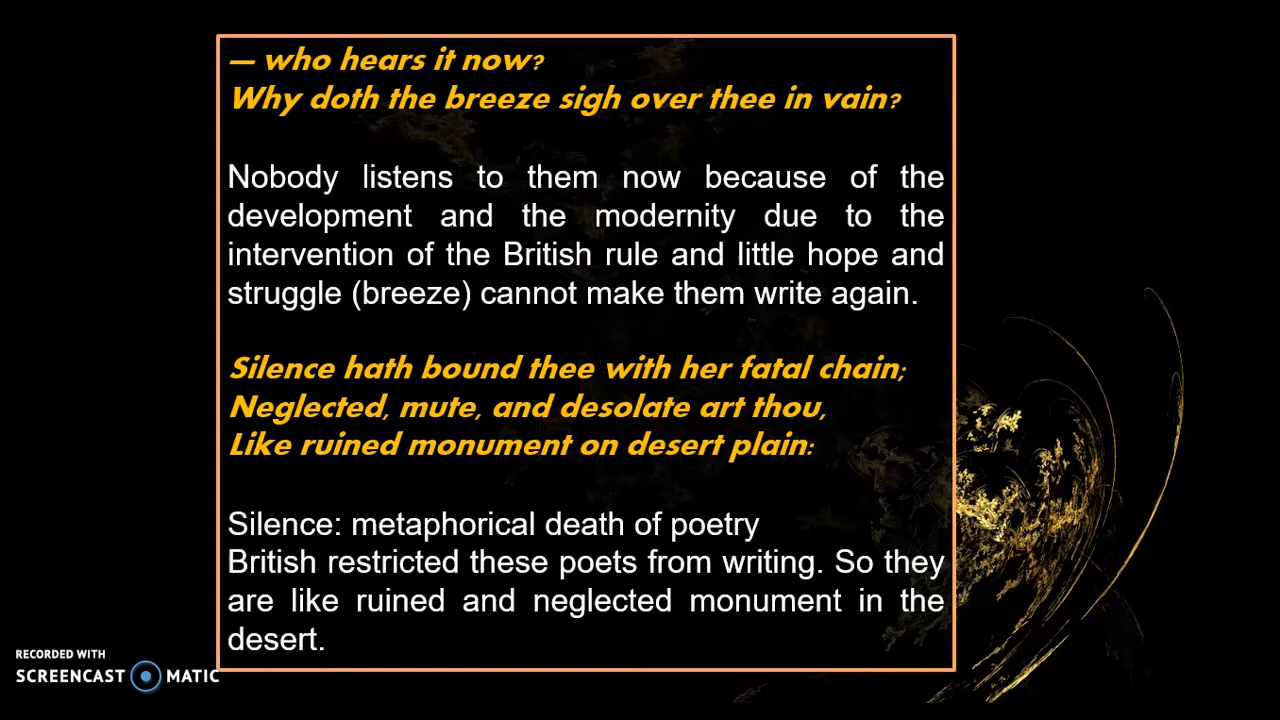 — who hears it now?
Why doth the breeze sigh over thee in vain?
Nobody listens to them now because of the
development and the modernity due to the
intervention of the British rule and little hope and
struggle (breeze) cannot make them write again.
Silence hath bound thee with her fatal chain;
Neglected, mute, and desolate art thou,
Like ruined monument on desert plain:
Silence: metaphorical death of poetry
British restricted these poets from writing. So they
are like ruined and neglected monument in the
desert.
RECORDED WITH
SCREENCAST MATIC